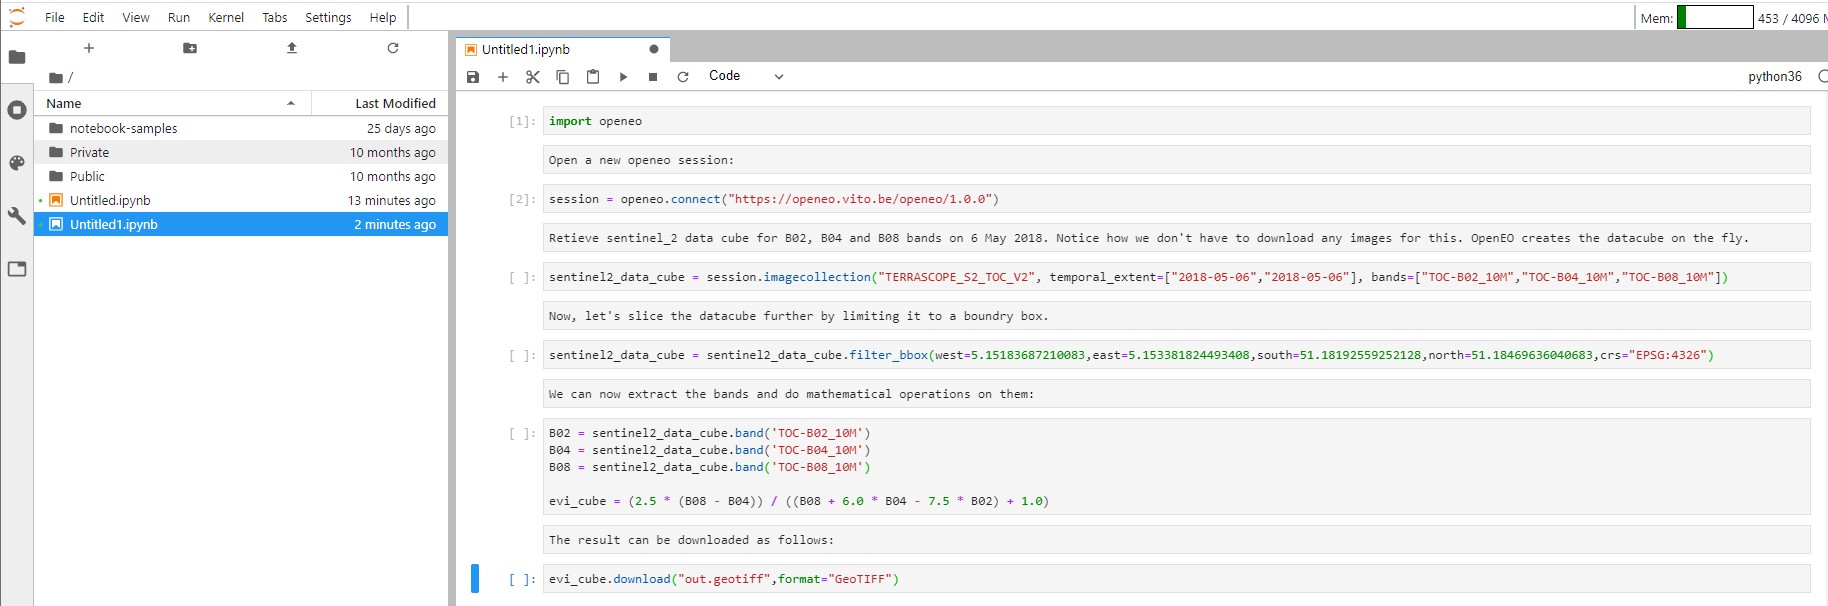 File Edit View Run Kernel Tabs Settings Help
Mem: 453 / 4096 M
/
Name Last Modified
notebook-samples 25 days ago
Private 10 months ago
Public 10 months ago
Untitled.ipynb 13 minutes ago
Untitled1.ipynb 2 minutes ago
Untitled1.ipynb
Code python36
[1]: import openeo
Open a new openeo session:
[2]: session = openeo.connect("https://openeo.vito.be/openeo/1.0.0")
Retieve sentinel_2 data cube for B02, B04 and B08 bands on 6 May 2018. Notice how we don't have to download any images for this. OpenEO creates the datacube on the fly.
[ ]: sentinel2_data_cube = session.imagecollection("TERRASCOPE_S2_TOC_V2", temporal_extent=["2018-05-06","2018-05-06"], bands=["TOC-B02_10M","TOC-B04_10M","TOC-B08_10M"])
Now, let's slice the datacube further by limiting it to a boundry box.
[ ]: sentinel2_data_cube = sentinel2_data_cube.filter_bbox(west=5.15183687210083,east=5.153381824493408,south=51.18192559252128,north=51.18469636040683,crs="EPSG:4326")
We can now extract the bands and do mathematical operations on them:
[ ]: B02 = sentinel2_data_cube.band('TOC-B02_10M')
B04 = sentinel2_data_cube.band('TOC-B04_10M')
B08 = sentinel2_data_cube.band('TOC-B08_10M')
evi_cube = (2.5 * (B08 - B04)) / ((B08 + 6.0 * B04 - 7.5 * B02) + 1.0)
The result can be downloaded as follows:
[ ]: evi_cube.download("out.geotiff",format="GeoTIFF")